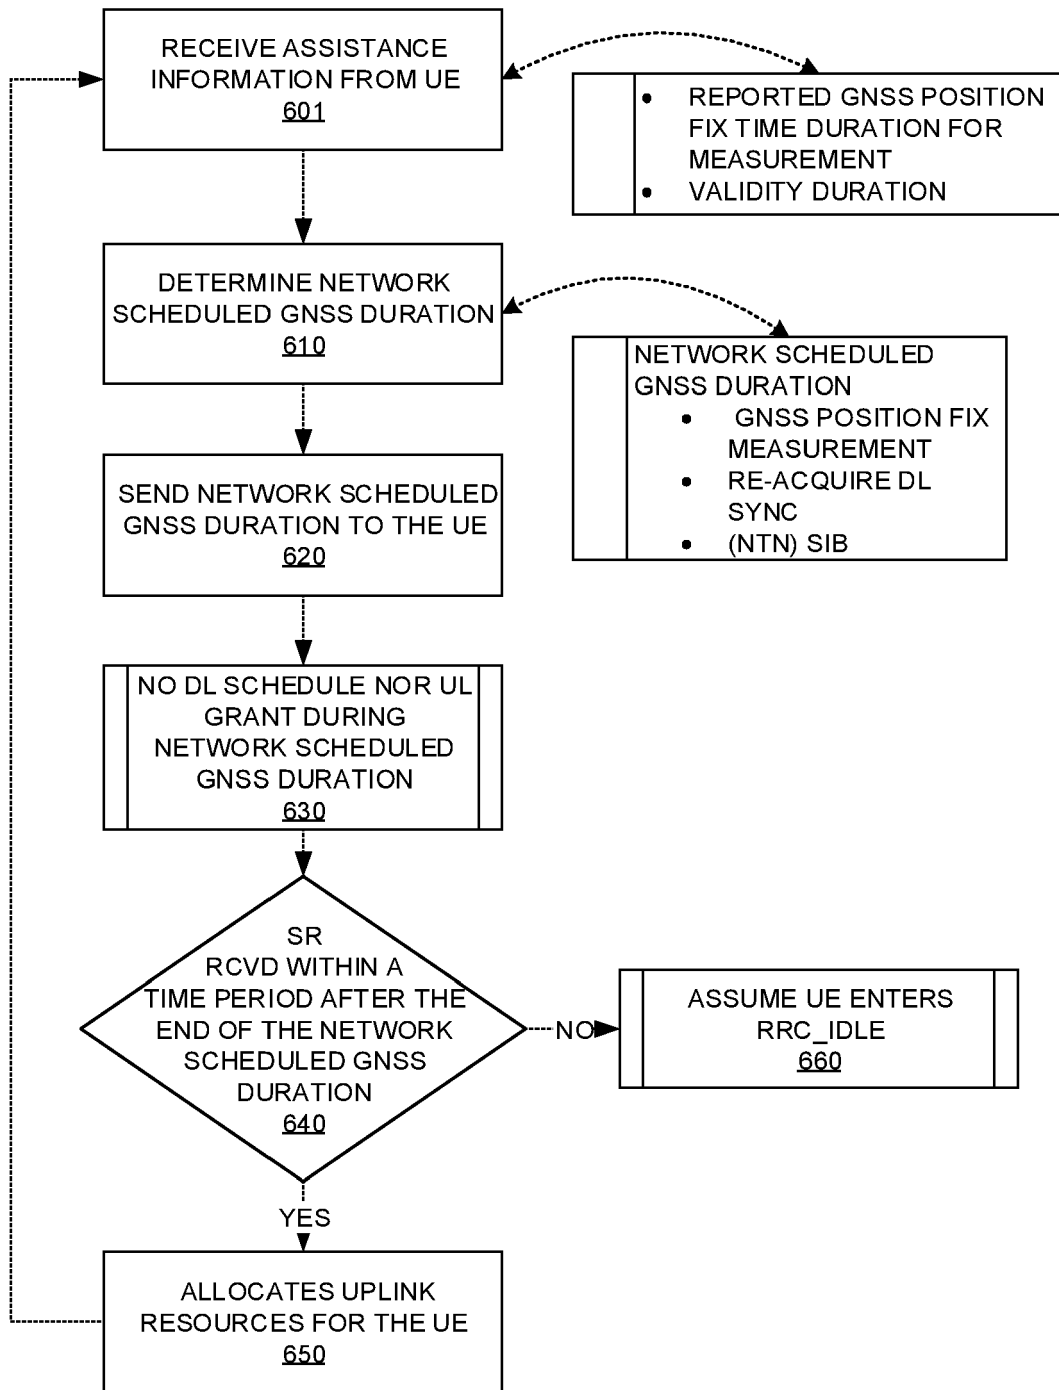 RECEIVE ASSISTANCE
INFORMATION FROM UE
601
• REPORTED GNSS POSITION
FIX TIME DURATION FOR
MEASUREMENT
• VALIDITY DURATION
DETERMINE NETWORK
SCHEDULED GNSS DURATION
610
NETWORK SCHEDULED
GNSS DURATION
• GNSS POSITION FIX
MEASUREMENT
• RE-ACQUIRE DL
SYNC
• (NTN) SIB
SEND NETWORK SCHEDULED
GNSS DURATION TO THE UE
620
NO DL SCHEDULE NOR UL
GRANT DURING
NETWORK SCHEDULED
GNSS DURATION
630
SR
RCVD WITHIN A
TIME PERIOD AFTER THE
END OF THE NETWORK
SCHEDULED GNSS
DURATION
640
NO
ASSUME UE ENTERS
RRC_IDLE
660
YES
ALLOCATES UPLINK
RESOURCES FOR THE UE
650